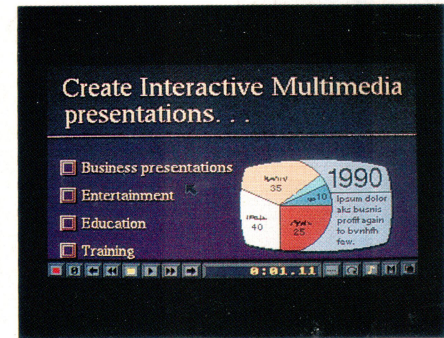 Create Interactive Multimedia
presentations. . .
Business presentations
Entertainment
Education
Training
1990
Ipsum dolor
aks busnis
profit again
to bvnhfh
few.
35
10
40
25
0:01.11